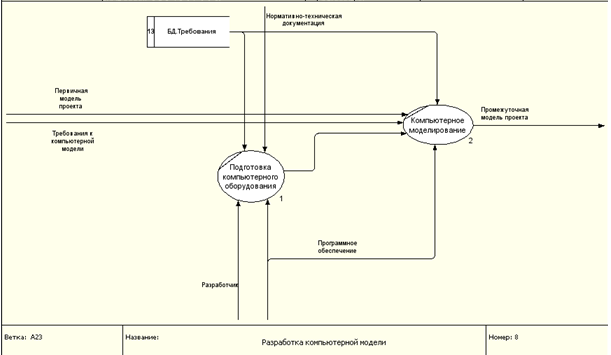 Нормативно-техническая
документация
13 БД.Требования
Первичная
модель
проекта
Требования к
компьютерной
модели
Компьютерное
моделирование
2
Промежуточная
модель проекта
Подготовка
компьютерного
оборудования
1
Программное
обеспечение
Разработчик
Ветка: А23
Название:
Разработка компьютерной модели
Номер: 8